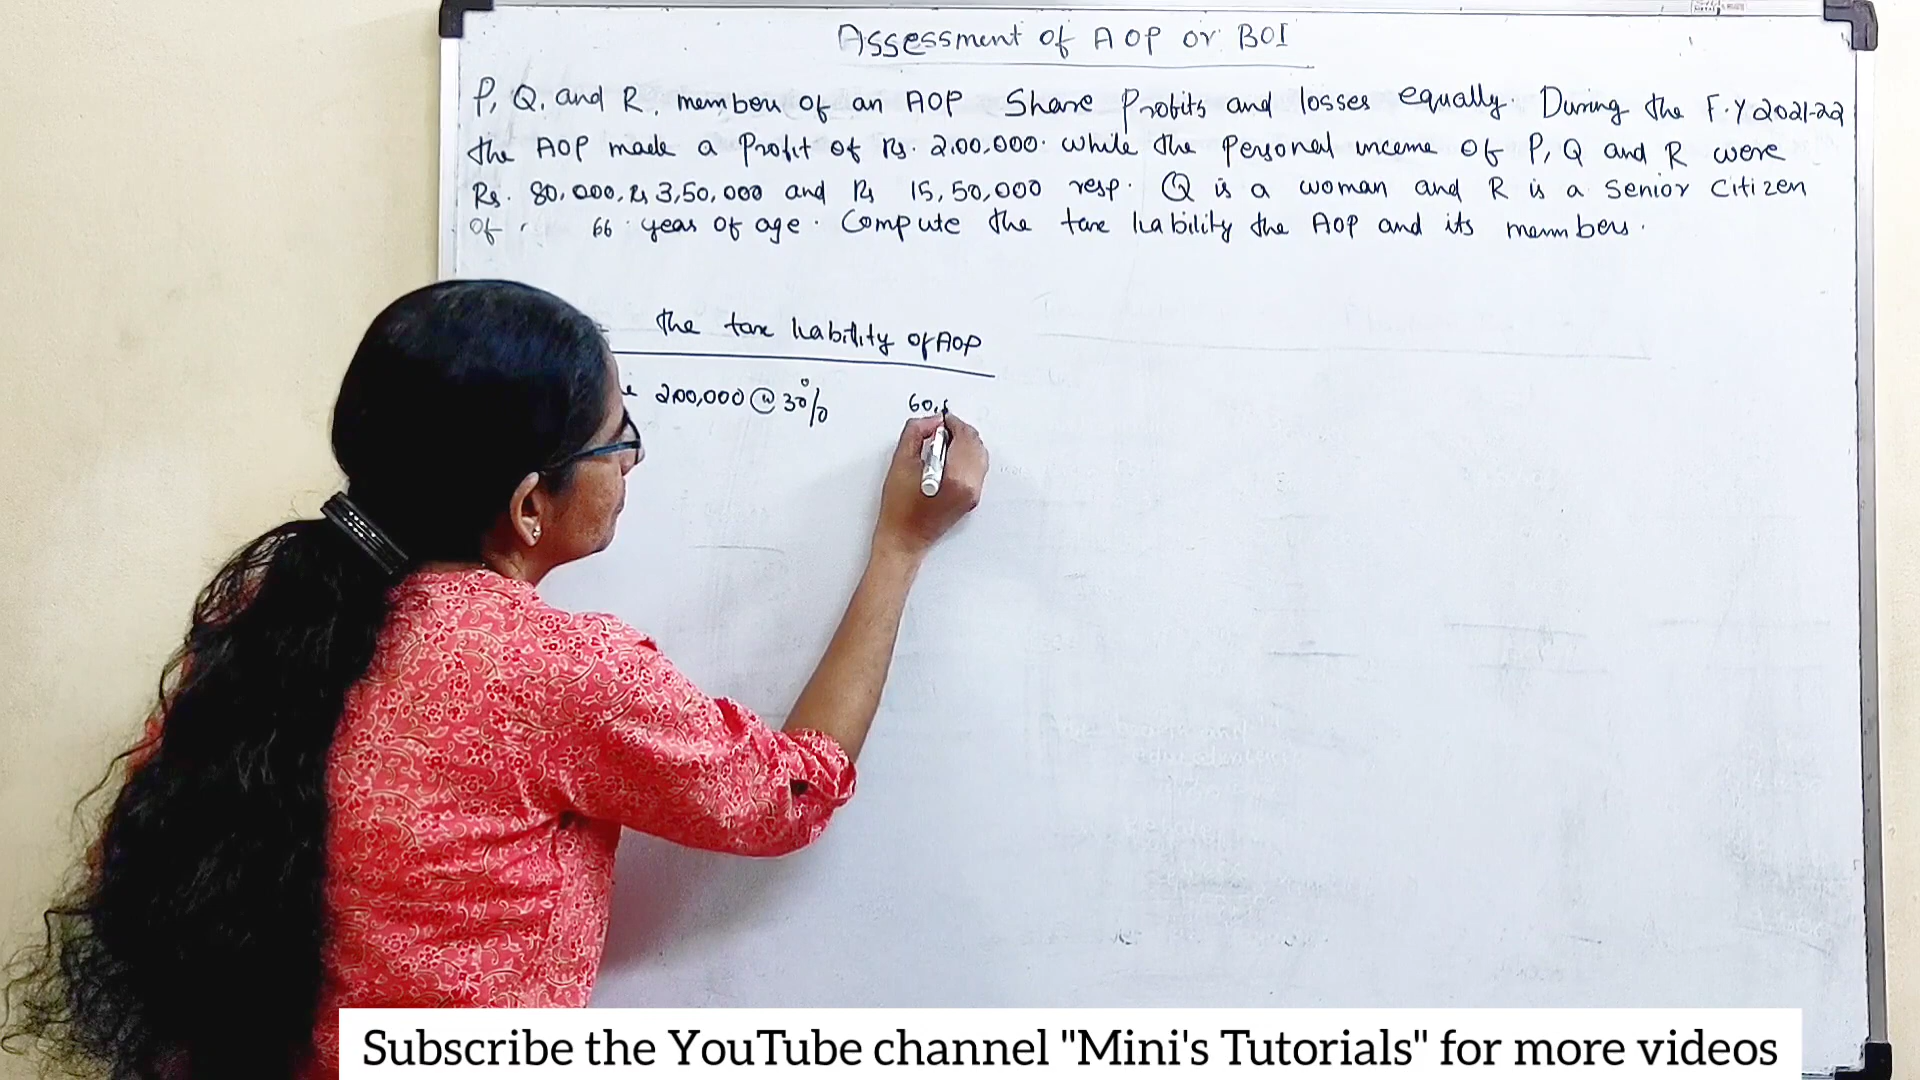 Assessment of AOP or BOI
P, Q, and R, members of an AOP Share Profits and losses equally. During the F.Y 2021-22
the AOP made a Profit of Rs. 2,00,000. while the personal income of P, Q and R were
Rs. 80,000, Rs 3,50,000 and Rs 15,50,000 resp. Q is a woman and R is a Senior Citizen
of 66 year of age. Compute the tax liability the AOP and its members.
the tax liability of AOP
200,000 @ 30%
60,
Subscribe the YouTube channel "Mini's Tutorials" for more videos